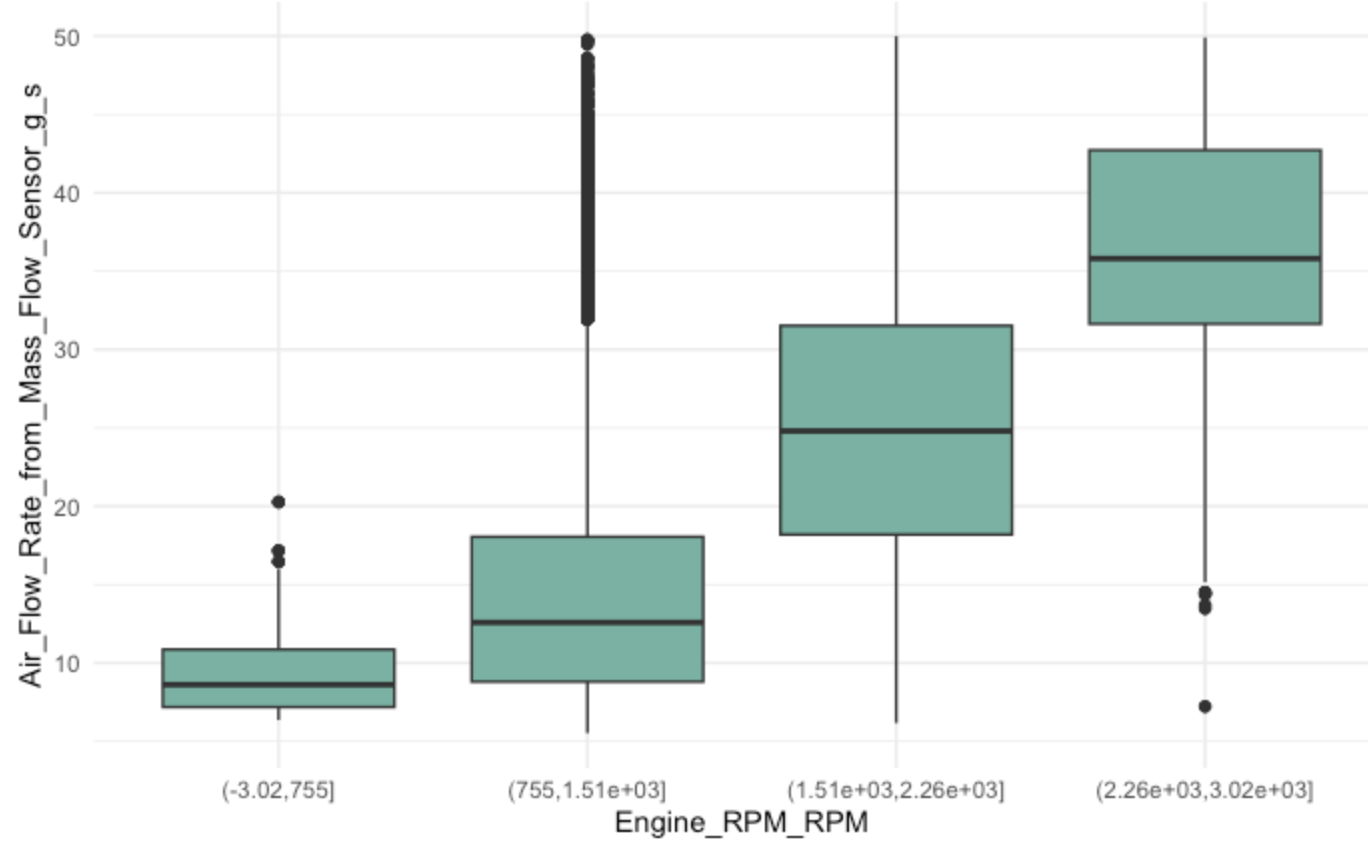 Air_Flow_Rate_from_Mass_Flow_Sensor_g_s
50
40
30
20
10
(-3.02,755]
(755,1.51e+03]
(1.51e+03,2.26e+03]
(2.26e+03,3.02e+03]
Engine_RPM_RPM